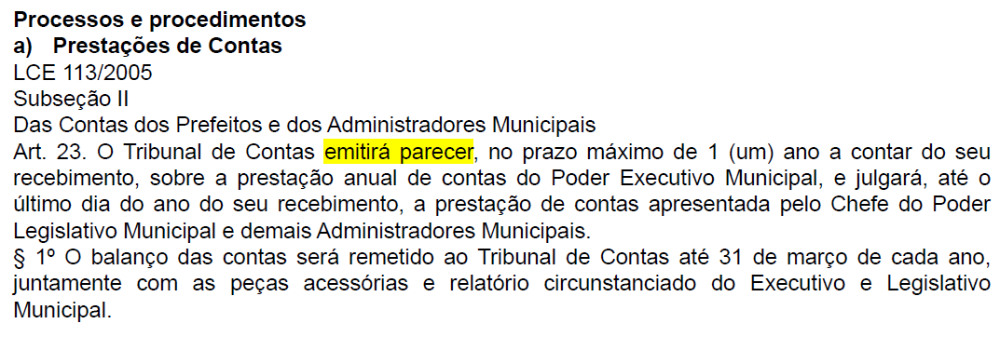 Processos e procedimentos
a) Prestações de Contas
LCE 113/2005
Subseção II
Das Contas dos Prefeitos e dos Administradores Municipais
Art. 23. O Tribunal de Contas emitirá parecer, no prazo máximo de 1 (um) ano a contar do seu
recebimento, sobre a prestação anual de contas do Poder Executivo Municipal, e julgará, até o
último dia do ano do seu recebimento, a prestação de contas apresentada pelo Chefe do Poder
Legislativo Municipal e demais Administradores Municipais.
§ 1º O balanço das contas será remetido ao Tribunal de Contas até 31 de março de cada ano,
juntamente com as peças acessórias e relatório circunstanciado do Executivo e Legislativo
Municipal.